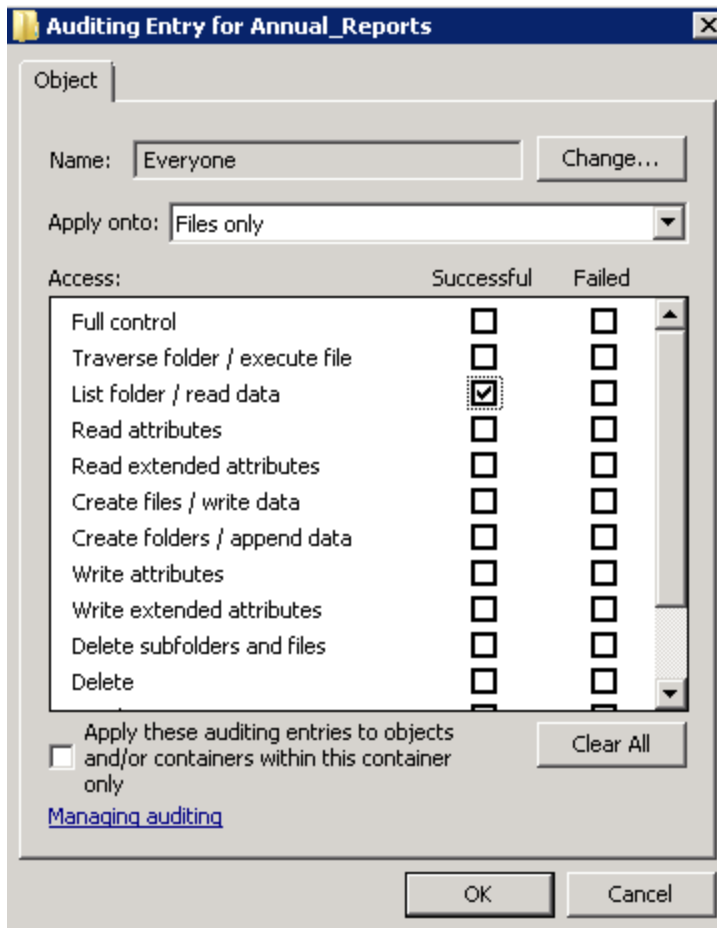 Auditing Entry for Annual_Reports
Object
Name: Everyone Change...
Apply onto: Files only
Access: Successful Failed
Full control
Traverse folder / execute file
List folder / read data
Read attributes
Read extended attributes
Create files / write data
Create folders / append data
Write attributes
Write extended attributes
Delete subfolders and files
Delete
Apply these auditing entries to objects
and/or containers within this container
only
Clear All
Managing auditing
OK Cancel